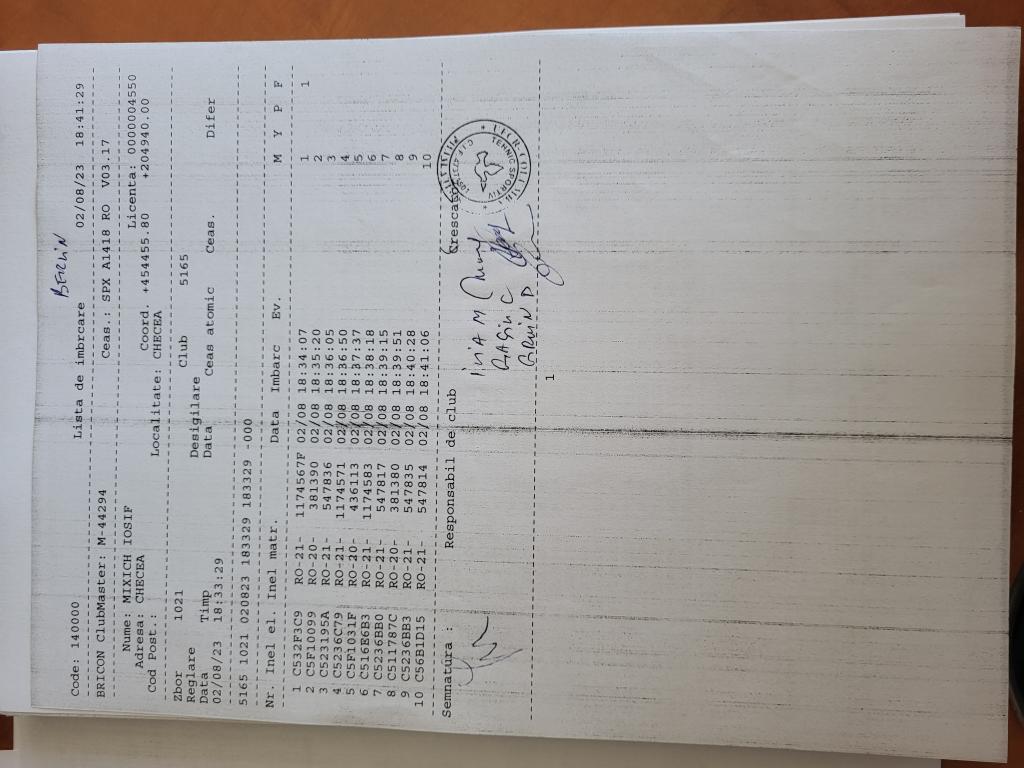 BERLIN
Code: 140000 Lista de imbrcare 02/08/23 18:41:29
BRICON ClubMaster: M-44294 Ceas.: SPX A1418 RO V03.17
Nume: MIXICH IOSIF Licenta: 00000004550
Adresa: CHECEA Coord. +454455.80 +204940.00
Cod Post.: Localitate: CHECEA
Zbor 1021 Club 5165
Reglare Desigilare
Data Timp Data Ceas atomic Ceas. Difer
02/08/23 18:33:29
5165 1021 020823 183329 183329 -000
Nr. Inel el. Inel matr. Data Imbarc Ev. M Y P F
1 C532F3C9 RO-21- 1174567F 02/08 18:34:07 1 1
2 C5F10099 RO-20- 381390 02/08 18:35:20 2
3 C523195A RO-21- 547836 02/08 18:36:05 3
4 C5236C79 RO-21- 1174571 02/08 18:36:50 4
5 C5F1031F RO-20- 436113 02/08 18:37:37 5
6 C516E6B3 RO-21- 1174583 02/08 18:38:18 6
7 C5236BB0 RO-21- 547817 02/08 18:39:15 7
8 C511787C RO-20- 381380 02/08 18:39:51 8
9 C5236BB3 RO-21- 547835 02/08 18:40:28 9
10 C56B1D15 RO-21- 547814 02/08 18:41:06 10
Semnatura : Responsabil de club Crescator
TEHNIC SPORTIV
1